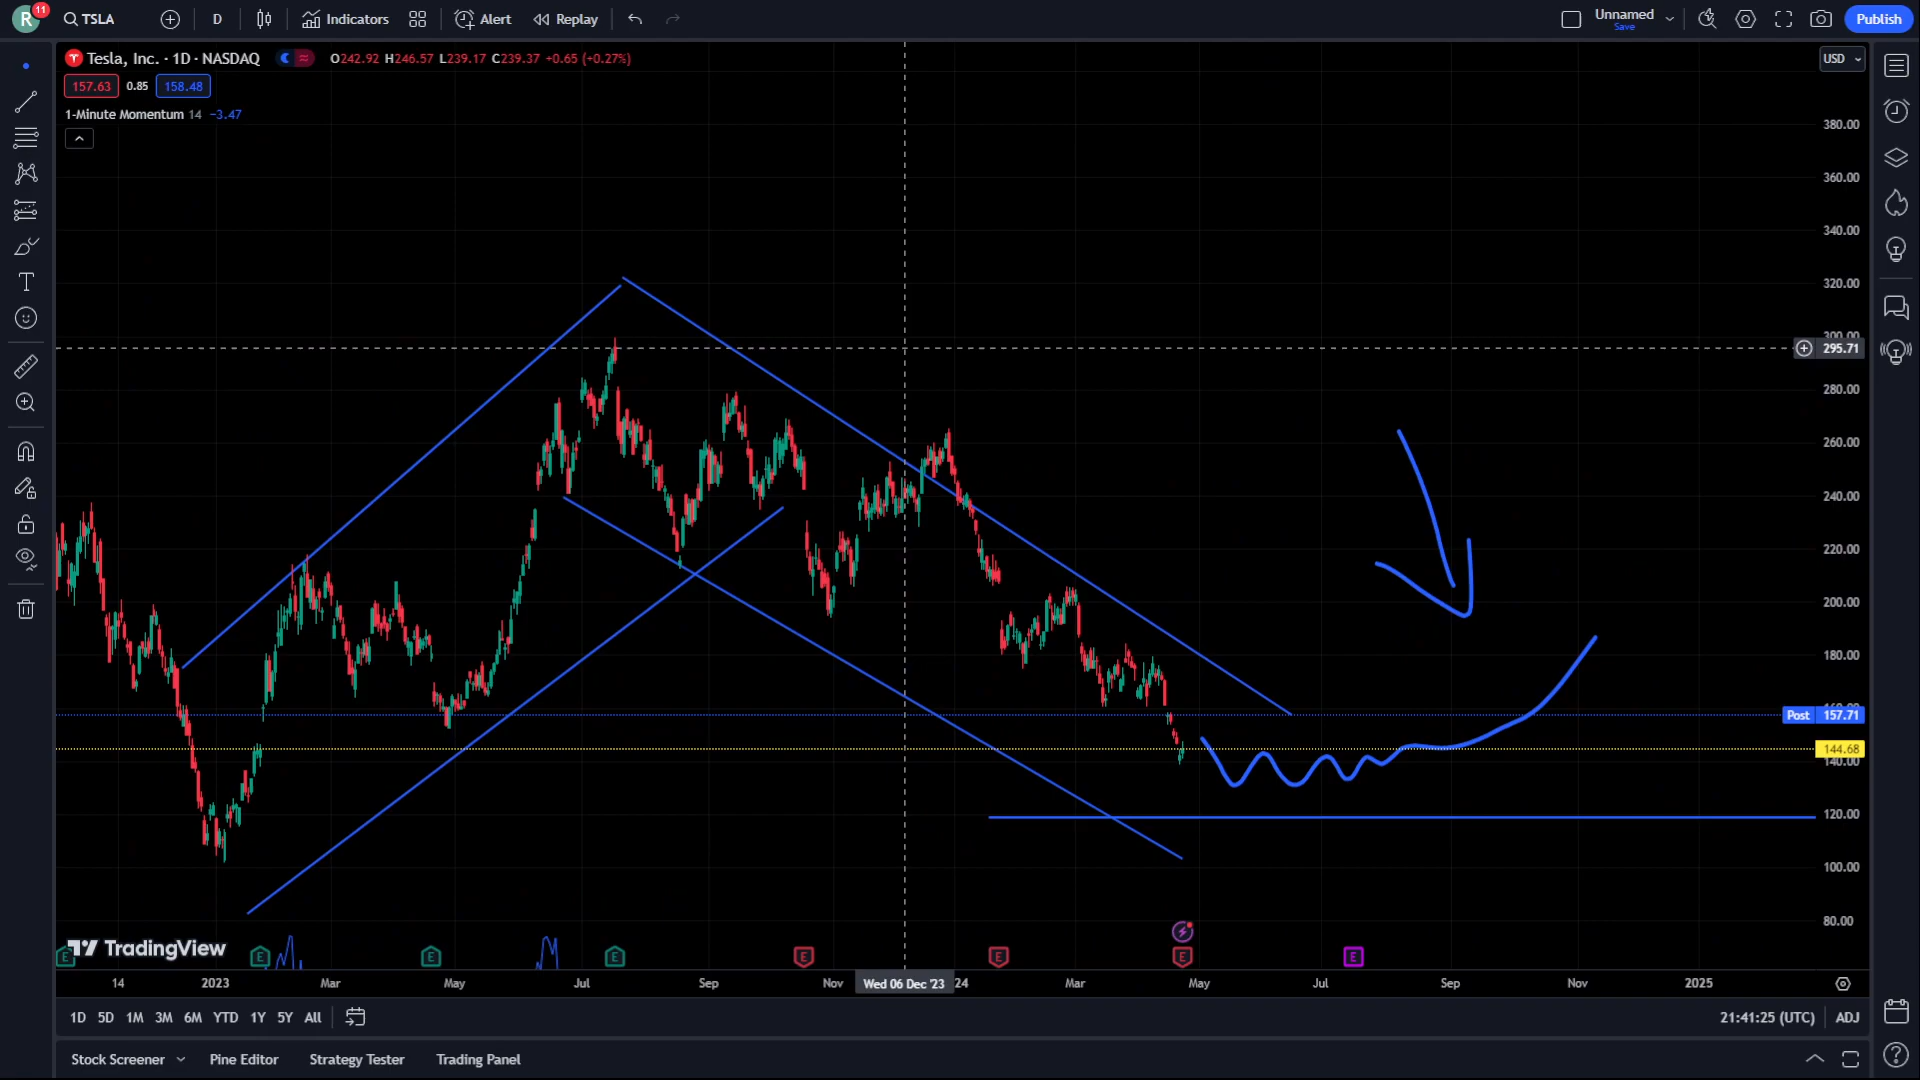 R 11 TSLA D Indicators Alert Replay Unnamed Save Publish
Tesla, Inc. · 1D · NASDAQ O242.92 H246.57 L239.17 C239.37 +0.65 (+0.27%) USD
157.63 0.85 158.48
1-Minute Momentum 14 −3.47
380.00
360.00
340.00
320.00
300.00
295.71
280.00
260.00
240.00
220.00
200.00
180.00
160.00
Post 157.71
144.68
140.00
120.00
100.00
80.00
TradingView
E E E E E E E E
14 2023 Mar May Jul Sep Nov Wed 06 Dec '23 24 Mar May Jul Sep Nov 2025
1D 5D 1M 3M 6M YTD 1Y 5Y All 21:41:25 (UTC) ADJ
Stock Screener Pine Editor Strategy Tester Trading Panel